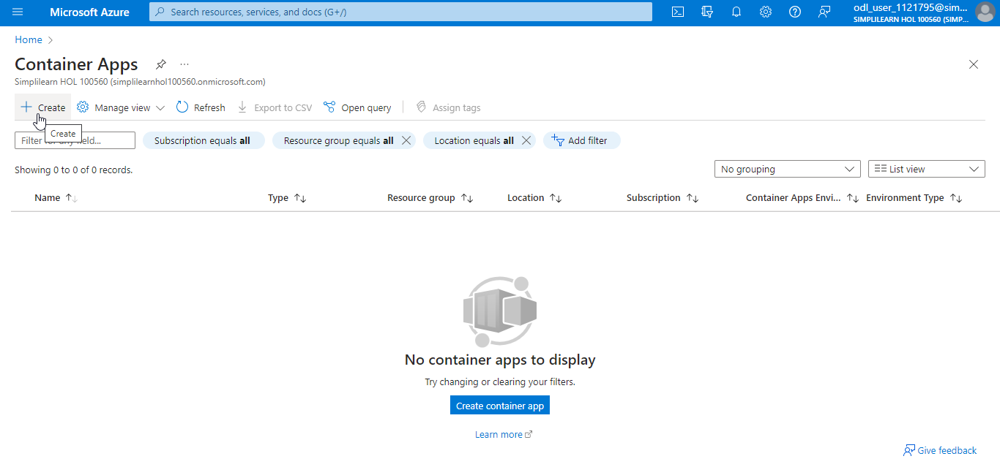 Microsoft Azure
Search resources, services, and docs (G+/)
odl_user_1121795@sim...
SIMPLILEARN HOL 100560 (SIMP...
Home
Container Apps
Simplilearn HOL 100560 (simplilearnhol100560.onmicrosoft.com)
Create Manage view Refresh Export to CSV Open query Assign tags
Create
Filter for any field... Subscription equals all Resource group equals all Location equals all Add filter
Showing 0 to 0 of 0 records. No grouping List view
Name Type Resource group Location Subscription Container Apps Envi... Environment Type
No container apps to display
Try changing or clearing your filters.
Create container app
Learn more
Give feedback